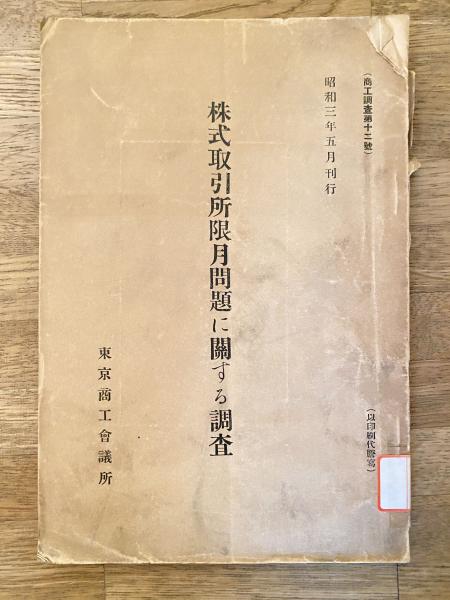 （商工調査第十二號）
（以印刷代謄寫）
昭和三年五月刊行
株式取引所限月問題に關する調査
東京商工會議所